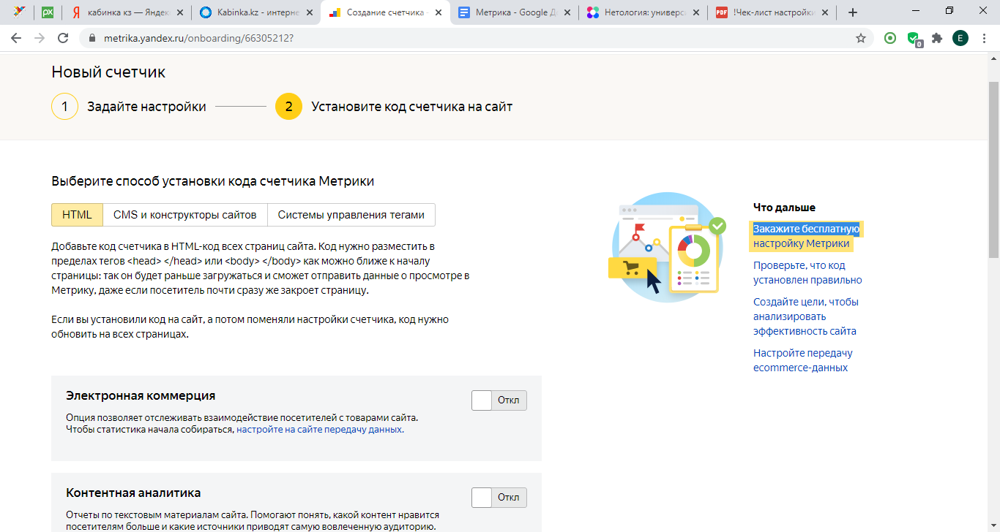 px
Я кабинка кз — Яндек
Kabinka.kz - интерне
Создание счетчика
Метрика - Google Д
Нетология: универс
PDF !Чек-лист настройки
metrika.yandex.ru/onboarding/66305212?
0
E
Новый счетчик
1 Задайте настройки
2 Установите код счетчика на сайт
Выберите способ установки кода счетчика Метрики
HTML CMS и конструкторы сайтов Системы управления тегами
Добавьте код счетчика в HTML-код всех страниц сайта. Код нужно разместить в
пределах тегов <head> </head> или <body> </body> как можно ближе к началу
страницы: так он будет раньше загружаться и сможет отправить данные о просмотре в
Метрику, даже если посетитель почти сразу же закроет страницу.
Если вы установили код на сайт, а потом поменяли настройки счетчика, код нужно
обновить на всех страницах.
Что дальше
Закажите бесплатную
настройку Метрики
Проверьте, что код
установлен правильно
Создайте цели, чтобы
анализировать
эффективность сайта
Настройте передачу
ecommerce-данных
Электронная коммерция
Откл
Опция позволяет отслеживать взаимодействие посетителей с товарами сайта.
Чтобы статистика начала собираться, настройте на сайте передачу данных.
Контентная аналитика
Откл
Отчеты по текстовым материалам сайта. Помогают понять, какой контент нравится
посетителям больше и какие источники приводят самую вовлеченную аудиторию.